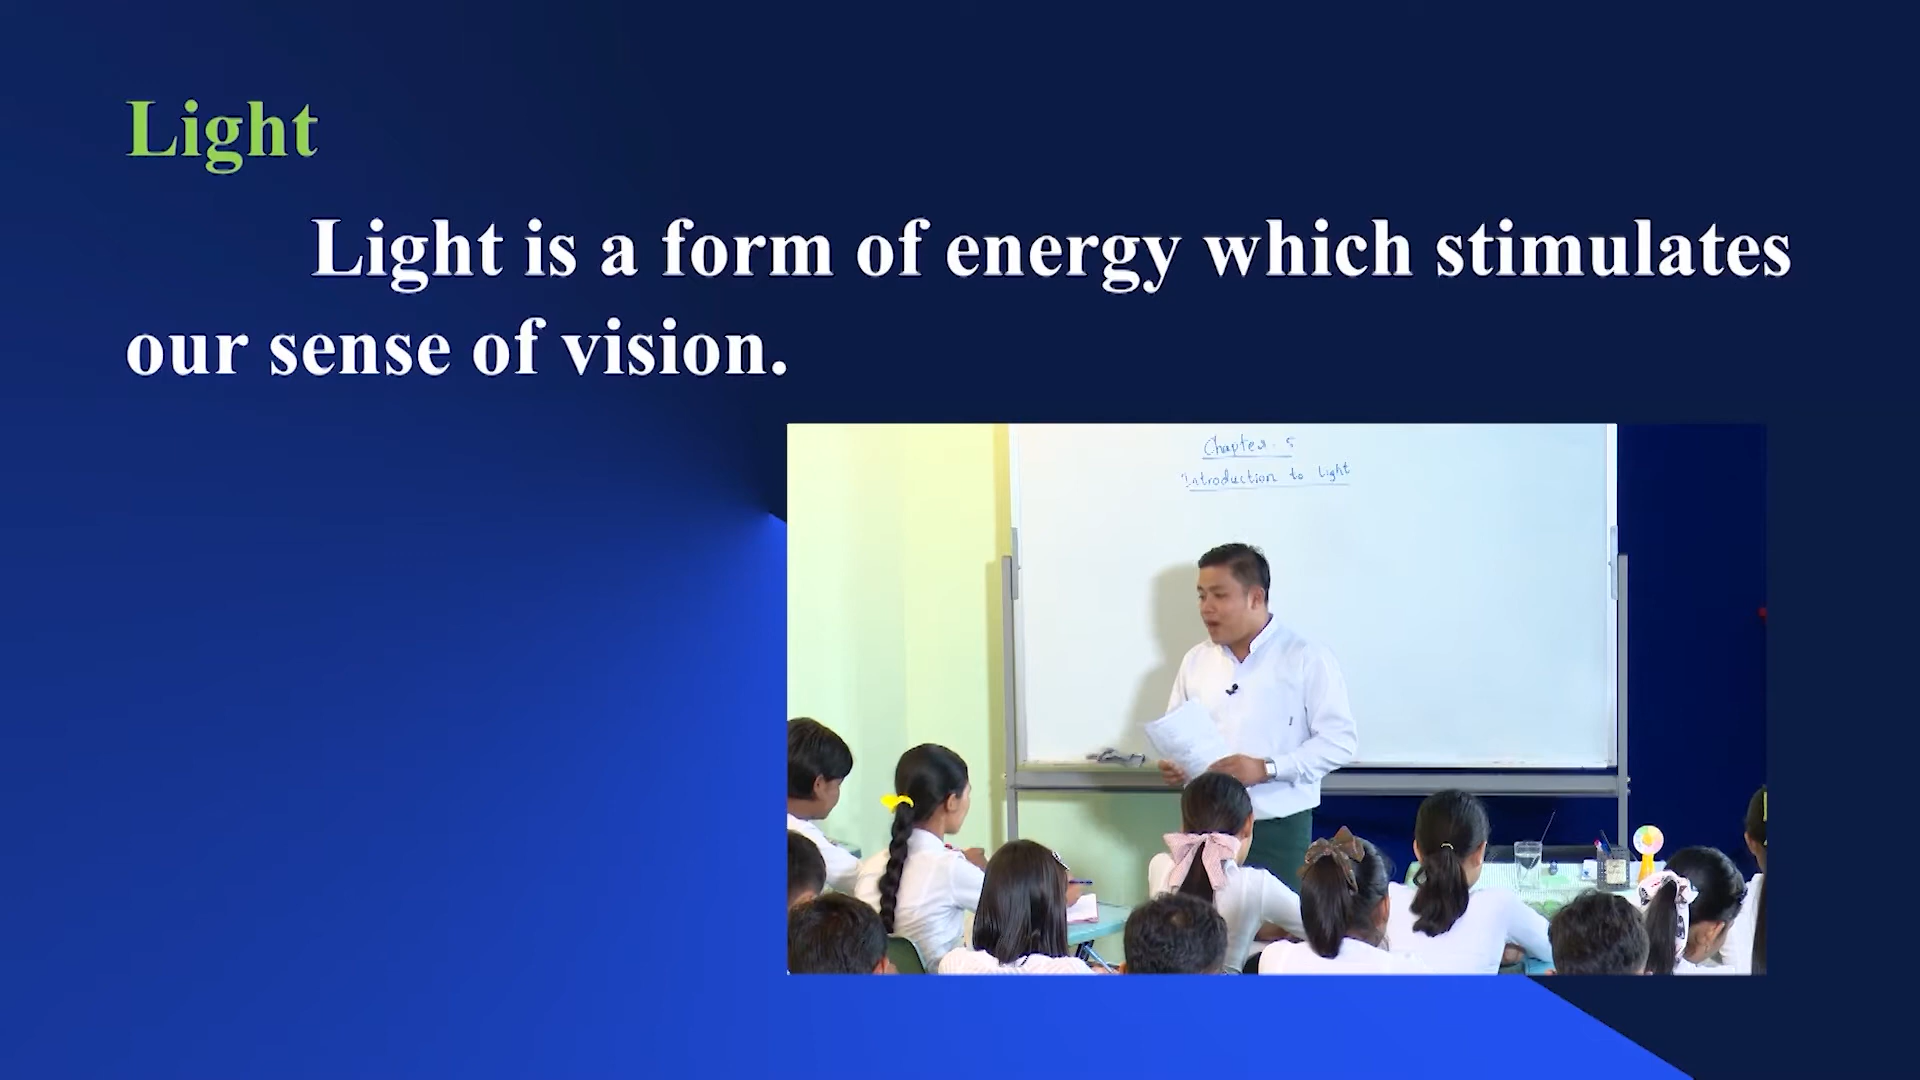 Light
Light is a form of energy which stimulates
our sense of vision.
Chapter. 5
Introduction to Light